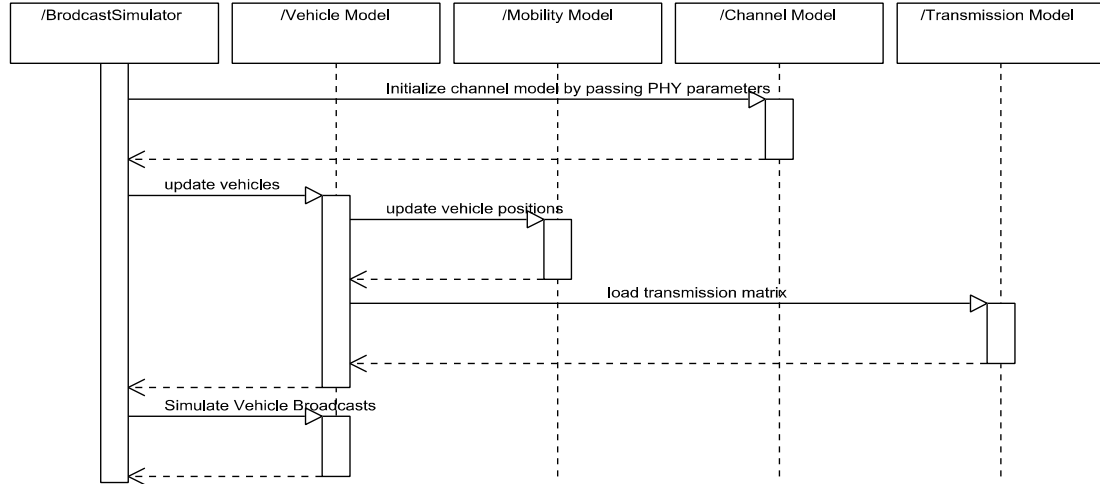 /BrodcastSimulator
/Vehicle Model
/Mobility Model
/Channel Model
/Transmission Model
Initialize channel model by passing PHY parameters
update vehicles
update vehicle positions
load transmission matrix
Simulate Vehicle Broadcasts